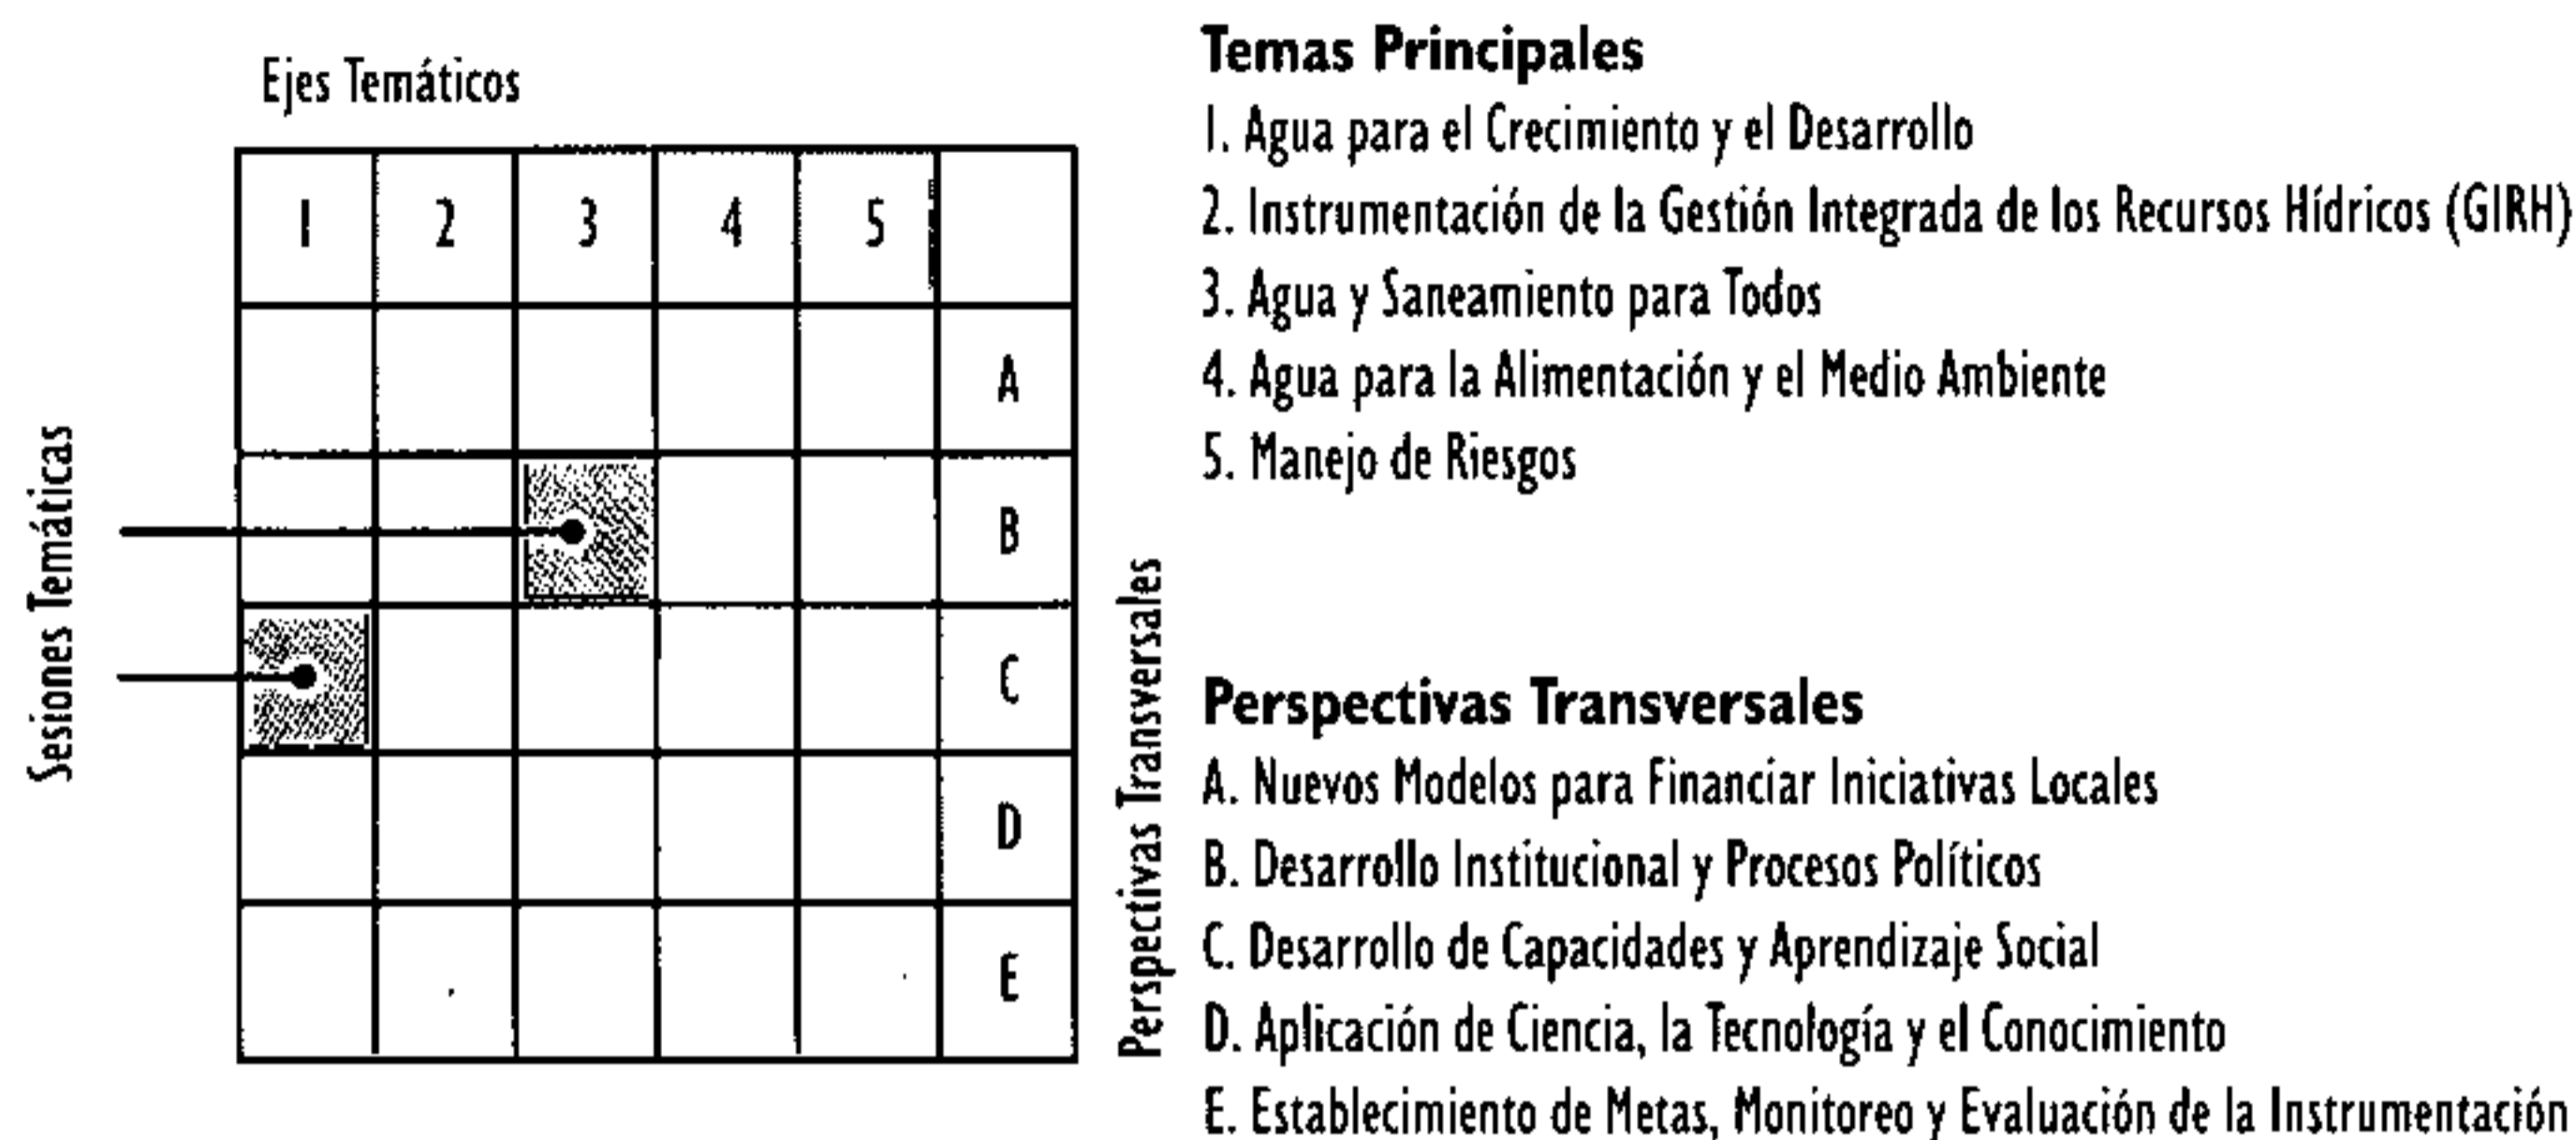 Ejes Temáticos
1 2 3 4 5
A
B
C
D
E
Sesiones Temáticas
Perspectivas Transversales
Temas Principales
1. Agua para el Crecimiento y el Desarrollo
2. Instrumentación de la Gestión Integrada de los Recursos Hídricos (GIRH)
3. Agua y Saneamiento para Todos
4. Agua para la Alimentación y el Medio Ambiente
5. Manejo de Riesgos
Perspectivas Transversales
A. Nuevos Modelos para Financiar Iniciativas Locales
B. Desarrollo Institucional y Procesos Políticos
C. Desarrollo de Capacidades y Aprendizaje Social
D. Aplicación de Ciencia, la Tecnología y el Conocimiento
E. Establecimiento de Metas, Monitoreo y Evaluación de la Instrumentación